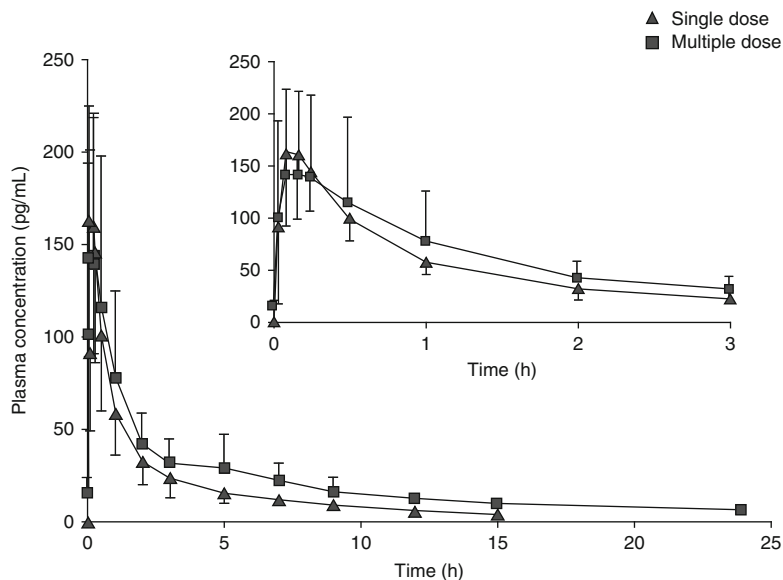 Single dose
Multiple dose
Plasma concentration (pg/mL)
250
200
150
100
50
0
0 5 10 15 20 25
Time (h)
250
200
150
100
50
0
0 1 2 3
Time (h)